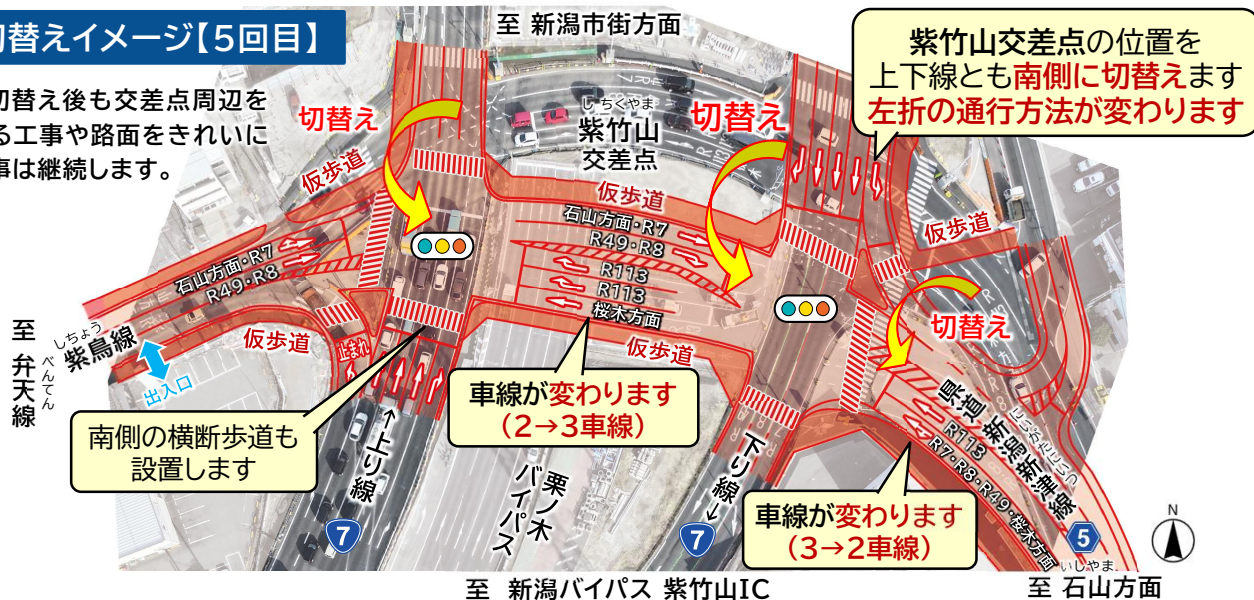 切替えイメージ【5回目】
切替え後も交差点周辺を
る工事や路面をきれいに
事は継続します。
至 新潟市街方面
紫竹山交差点の位置を
上下線とも南側に切替えます
左折の通行方法が変わります
切替え
しちくやま
紫竹山
交差点
切替え
仮歩道
仮歩道
仮歩道
石山方面・R7
R49・R8
R113
R113
桜木方面
石山方面・R7
R49・R8
切替え
至 弁天線
べんてん
しちょう
紫鳥線
出入口
仮歩道
止まれ
仮歩道
車線が変わります
(2→3車線)
南側の横断歩道も
設置します
←上り線
栗ノ木
バイパス
下り線→
7
7
車線が変わります
(3→2車線)
R113
R7・R8・R49・桜木方面
にいがたにいつ
県道 新潟新津線
5
N
いしやま
至 石山方面
至 新潟バイパス 紫竹山IC